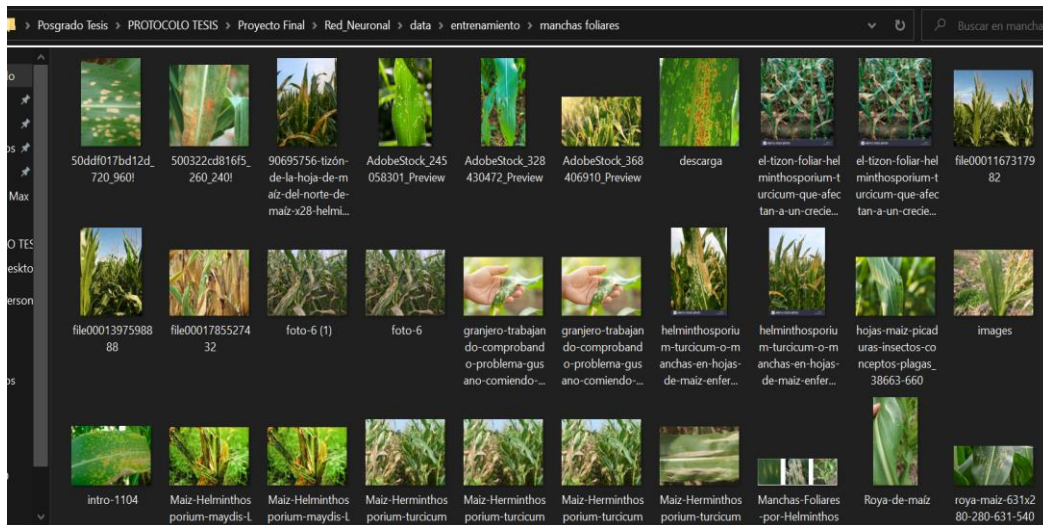 > Posgrado Tesis > PROTOCOLO TESIS > Proyecto Final > Red_Neuronal > data > entrenamiento > manchas foliares
Buscar en mancha
50ddf017bd12d_
720_960!
500322cd816f5_
260_240!
90695756-tizón-
de-la-hoja-de-m
aíz-del-norte-de-
maíz-x28-helmi...
AdobeStock_245
058301_Preview
AdobeStock_328
430472_Preview
AdobeStock_368
406910_Preview
descarga
el-tizon-foliar-hel
minthosporium-t
urcicum-que-afec
tan-a-un-crecie...
el-tizon-foliar-hel
minthosporium-t
urcicum-que-afec
tan-a-un-crecie...
file00011673179
82
Max
O TES
eskto
erson
file00013975988
88
file00017855274
32
foto-6 (1)
foto-6
granjero-trabajan
do-comproband
o-problema-gus
ano-comiendo-...
granjero-trabajan
do-comproband
o-problema-gus
ano-comiendo-...
helminthosporiu
m-turcicum-o-m
anchas-en-hojas-
de-maiz-enfer...
helminthosporiu
m-turcicum-o-m
anchas-en-hojas-
de-maiz-enfer...
hojas-maiz-picad
uras-insectos-co
nceptos-plagas_
38663-660
images
intro-1104
Maiz-Helminthos
porium-maydis-L
Maiz-Helminthos
porium-maydis-L
Maiz-Herminthos
porium-turcicum
Maiz-Herminthos
porium-turcicum
Maiz-Herminthos
porium-turcicum
Maiz-Herminthos
porium-turcicum
Manchas-Foliares
-por-Helminthos
Roya-de-maíz
roya-maiz-631x2
80-280-631-540